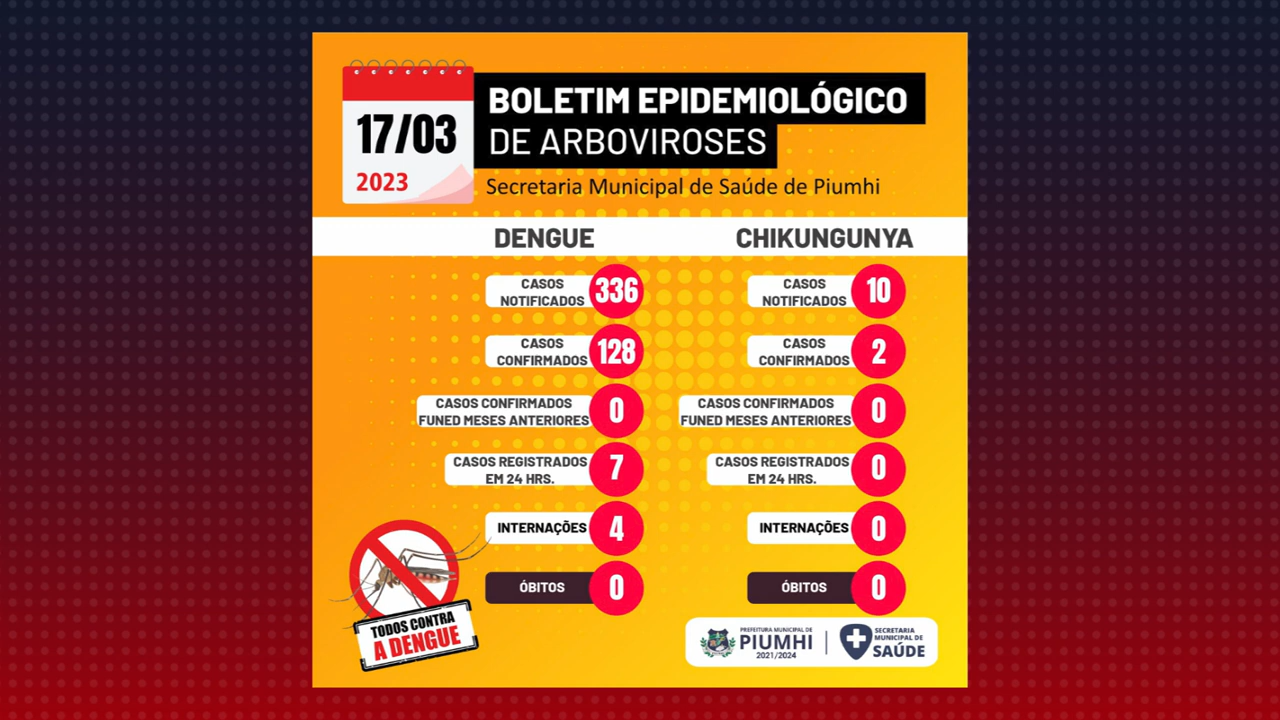 17/03
2023
BOLETIM EPIDEMIOLÓGICO
DE ARBOVIROSES
Secretaria Municipal de Saúde de Piumhi
DENGUE
CASOS
NOTIFICADOS
336
CASOS
CONFIRMADOS
128
CASOS CONFIRMADOS
FUNED MESES ANTERIORES
0
CASOS REGISTRADOS
EM 24 HRS.
7
INTERNAÇÕES
4
ÓBITOS
0
CHIKUNGUNYA
CASOS
NOTIFICADOS
10
CASOS
CONFIRMADOS
2
CASOS CONFIRMADOS
FUNED MESES ANTERIORES
0
CASOS REGISTRADOS
EM 24 HRS.
0
INTERNAÇÕES
0
ÓBITOS
0
TODOS CONTRA
A DENGUE
PREFEITURA MUNICIPAL DE
PIUMHI
2021/2024
SECRETARIA
MUNICIPAL DE
SAÚDE